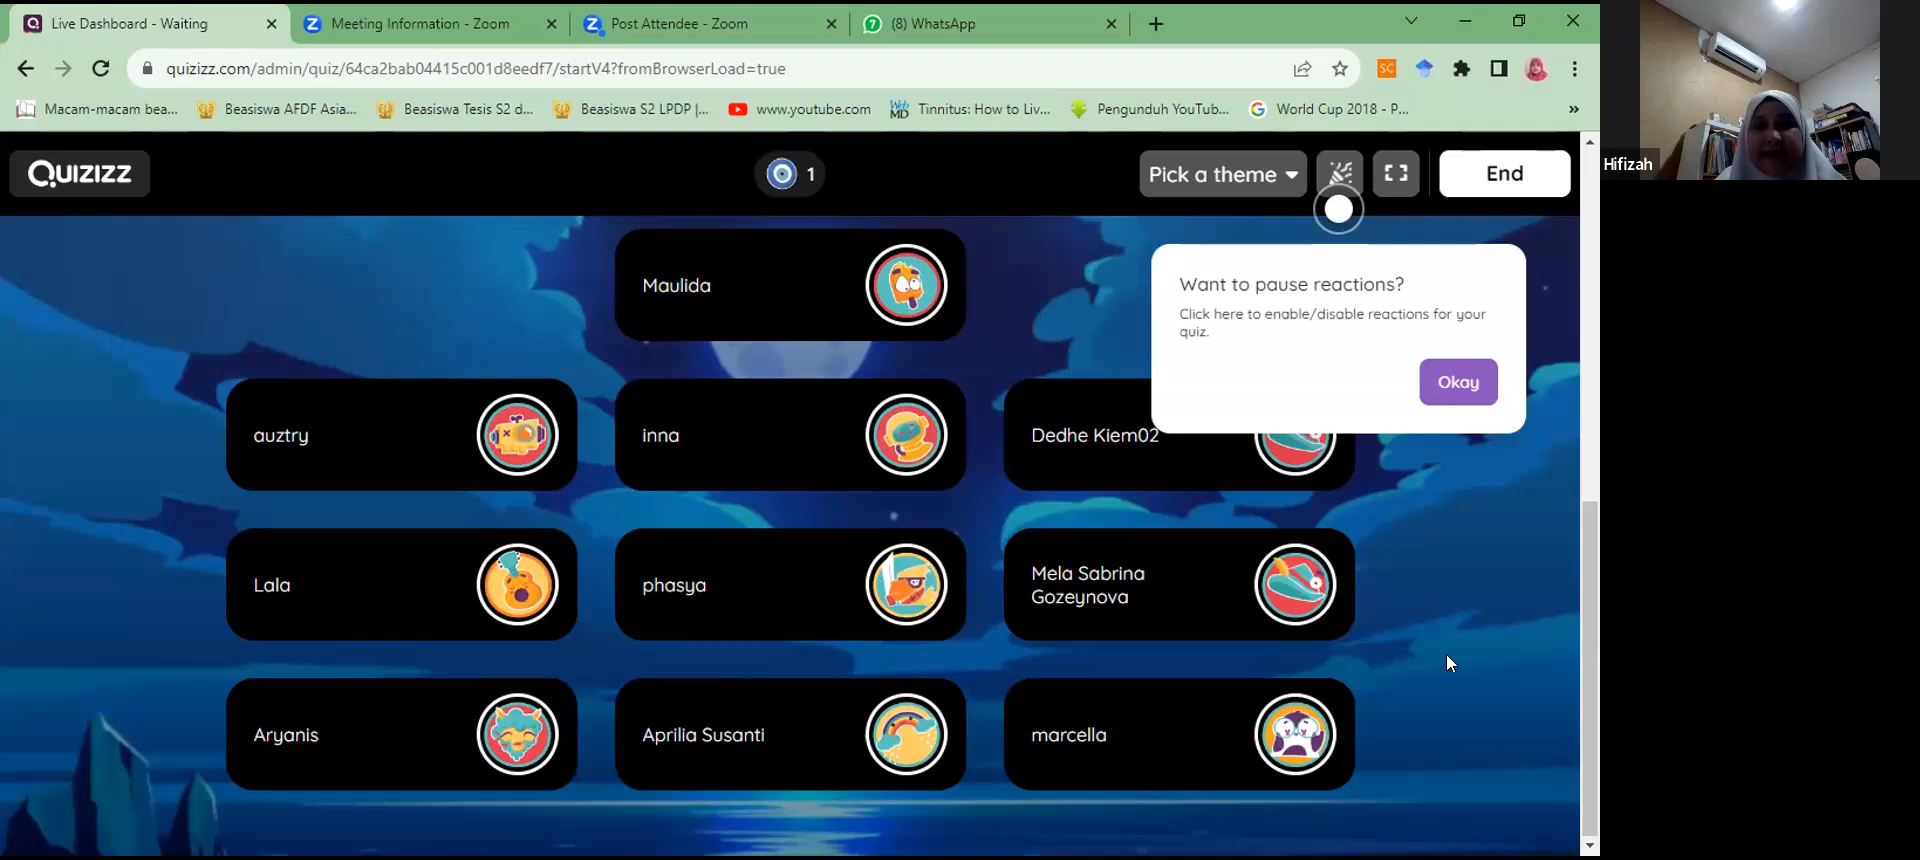 Live Dashboard - Waiting
Meeting Information - Zoom
Post Attendee - Zoom
(8) WhatsApp
quizizz.com/admin/quiz/64ca2bab04415c001d8eedf7/startV4?fromBrowserLoad=true
SC
Macam-macam bea...
Beasiswa AFDF Asia...
Beasiswa Tesis S2 d...
Beasiswa S2 LPDP |...
www.youtube.com
Web MD
Tinnitus: How to Liv...
Pengunduh YouTub...
World Cup 2018 - P...
Quizizz
1
Pick a theme
End
Hifizah
Want to pause reactions?
Click here to enable/disable reactions for your
quiz.
Okay
Maulida
auztry
inna
Dedhe Kiem02
Lala
phasya
Mela Sabrina
Gozeynova
Aryanis
Aprilia Susanti
marcella